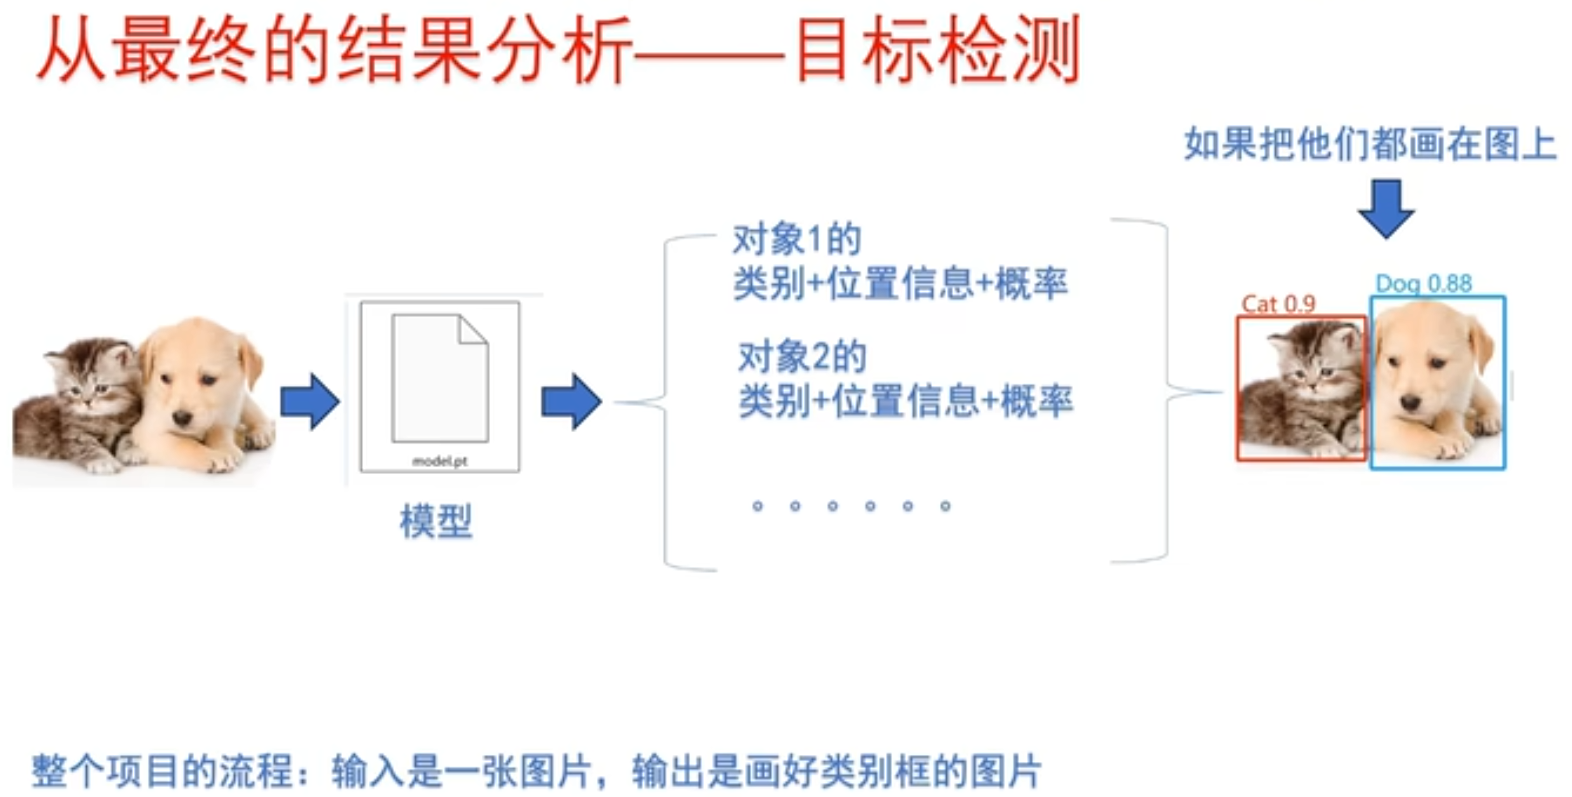 从最终的结果分析——目标检测
如果把他们都画在图上
对象1的
类别+位置信息+概率
对象2的
类别+位置信息+概率
。。。。。。
Cat 0.9
Dog 0.88
model.pt
模型
整个项目的流程：输入是一张图片，输出是画好类别框的图片